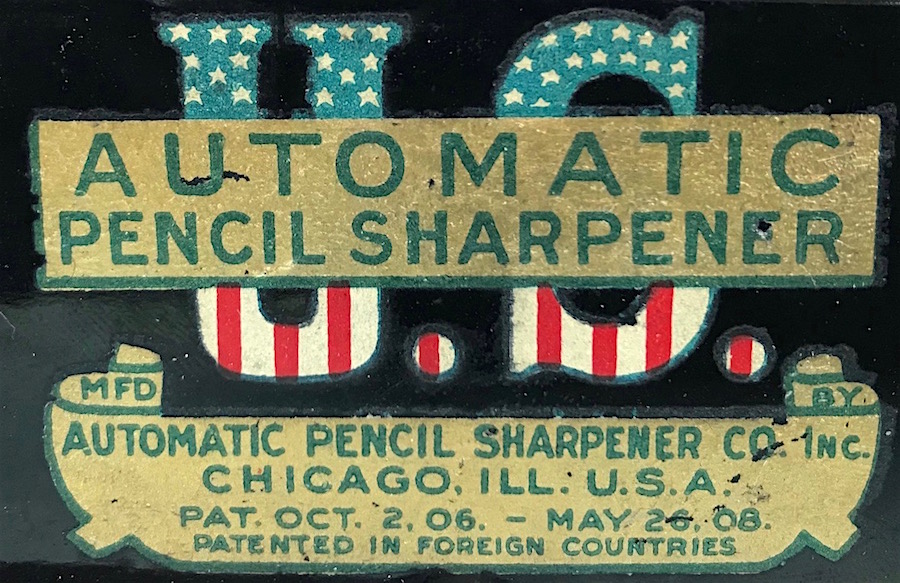 U.S.
AUTOMATIC
PENCIL SHARPENER
MFD BY
AUTOMATIC PENCIL SHARPENER CO. INC.
CHICAGO, ILL. U.S.A.
PAT. OCT. 2, 06. – MAY 26, 08.
PATENTED IN FOREIGN COUNTRIES